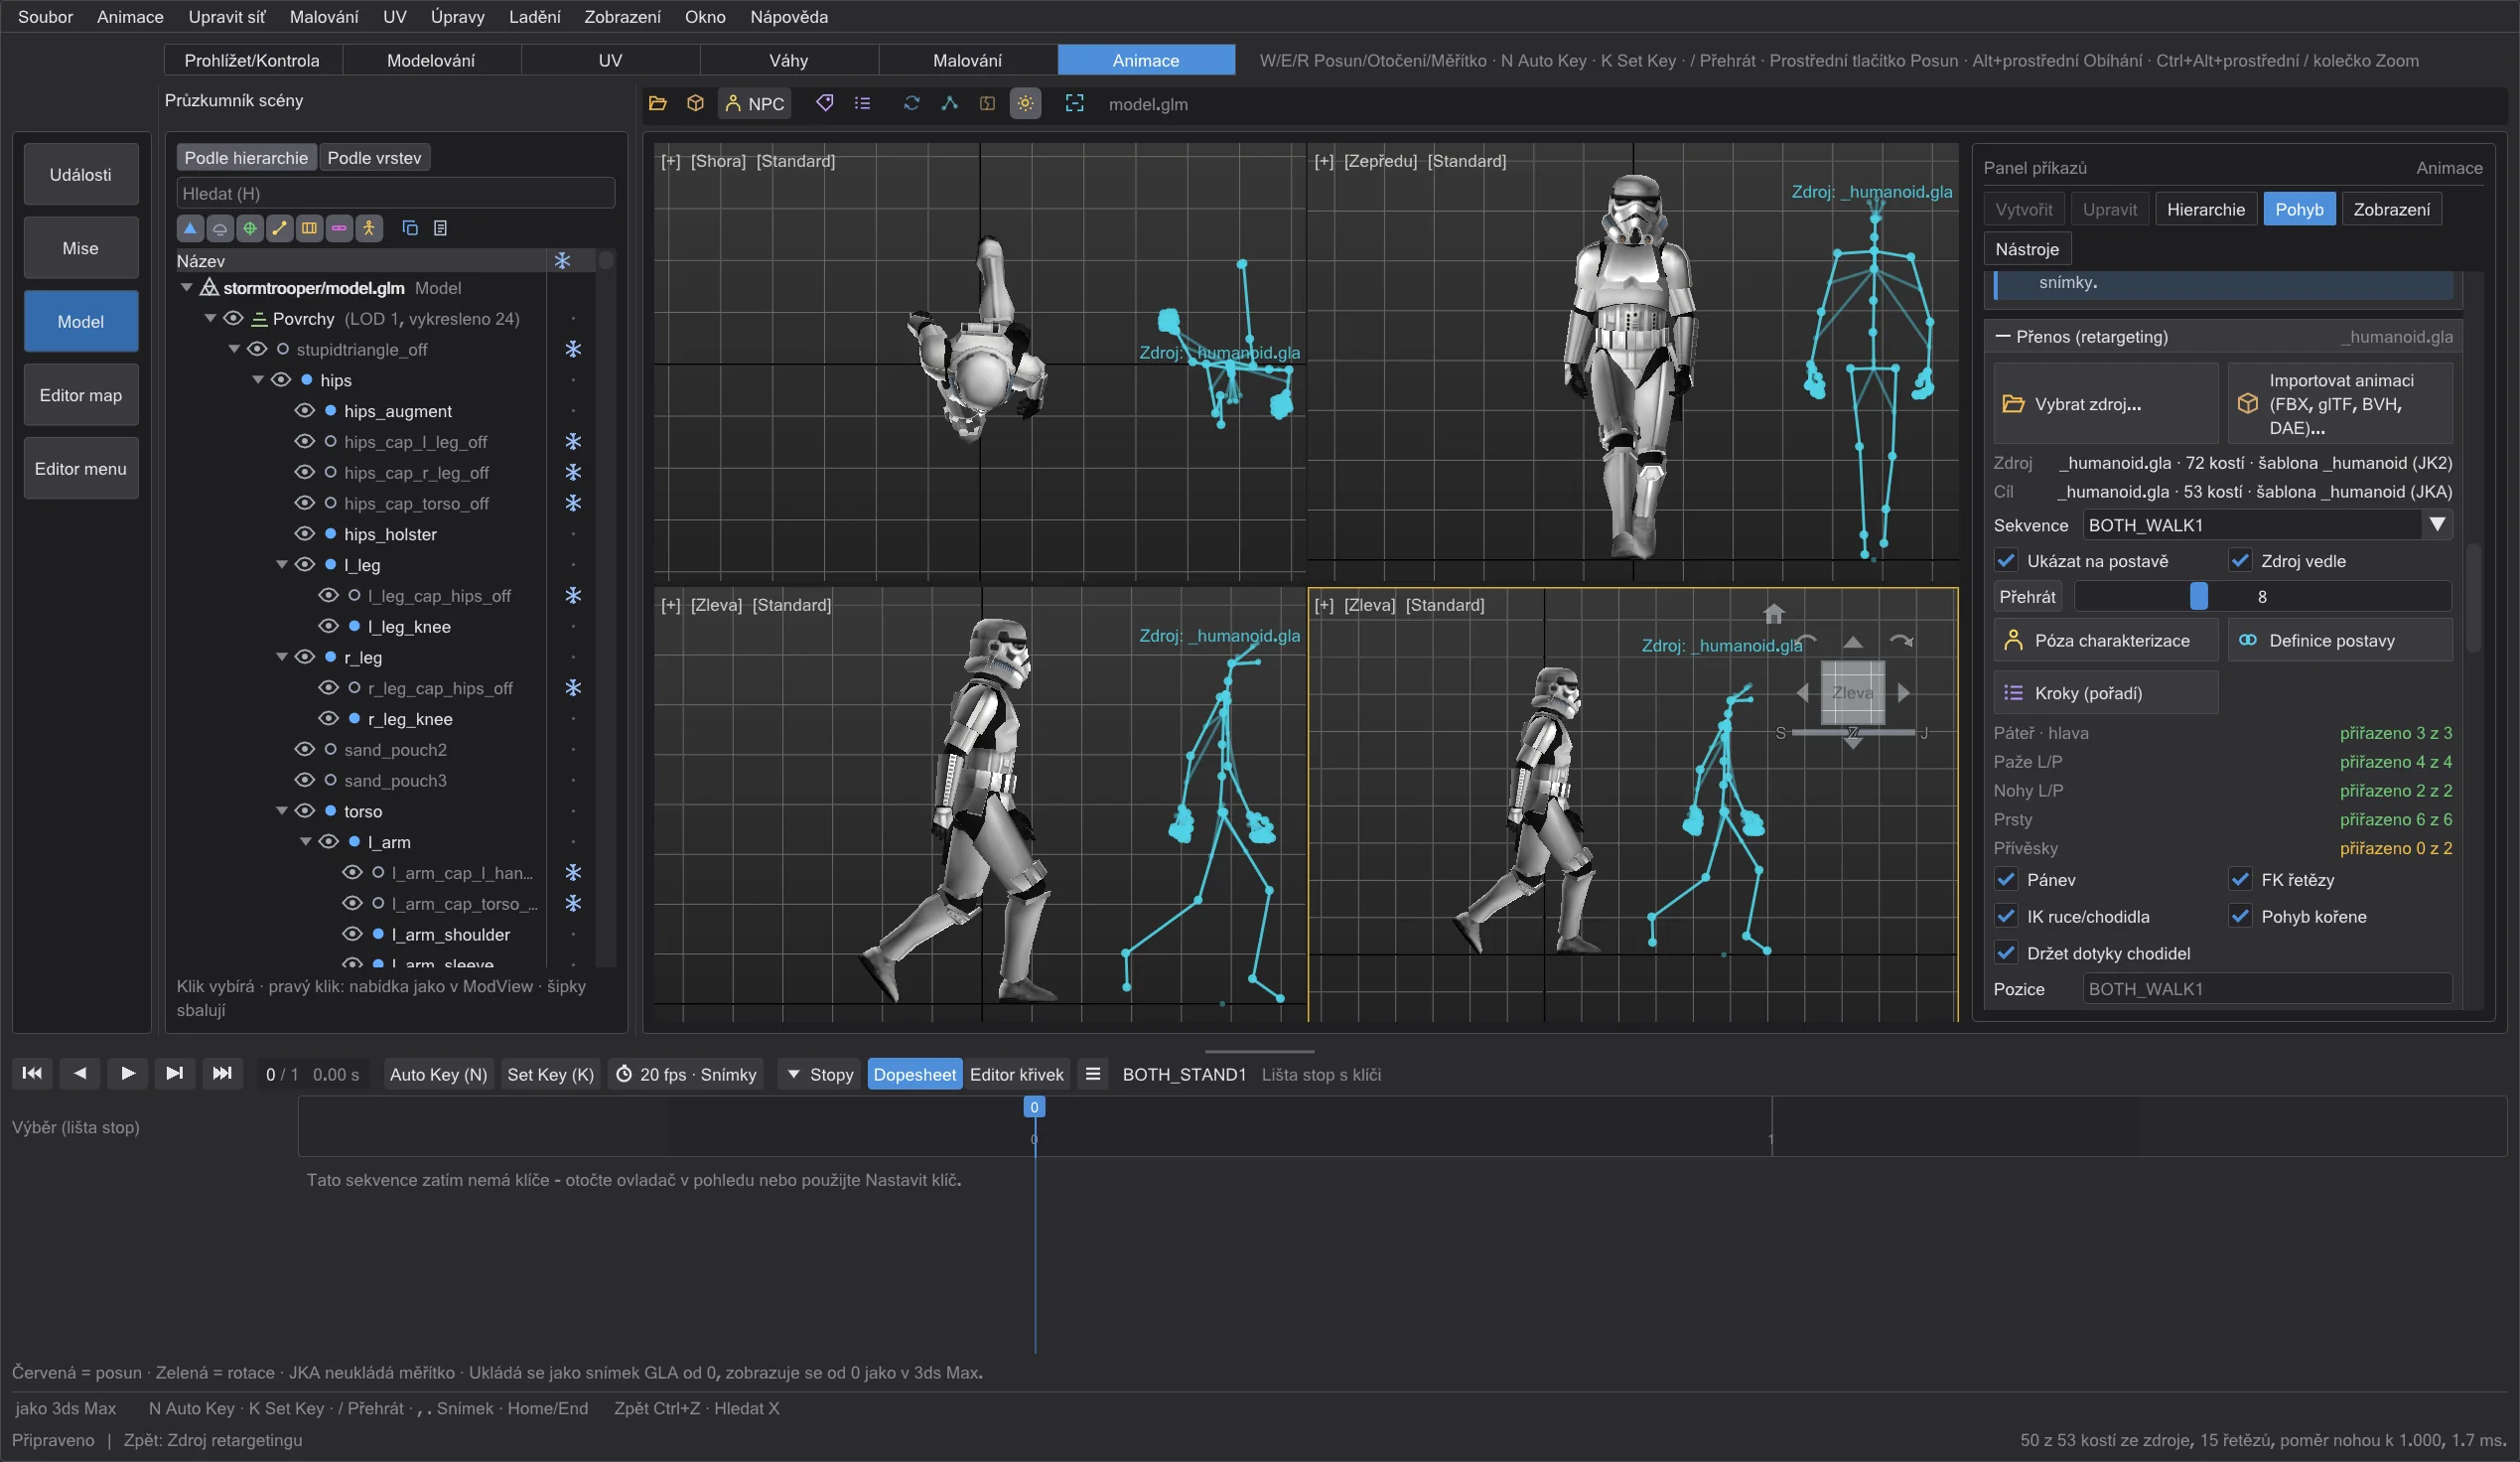 Soubor Animace Upravit síť Malování UV Úpravy Ladění Zobrazení Okno Nápověda
Prohlížet/Kontrola Modelování UV Váhy Malování Animace W/E/R Posun/Otočení/Měřítko · N Auto Key · K Set Key · / Přehrát · Prostřední tlačítko Posun · Alt+prostřední Obíhání · Ctrl+Alt+prostřední / kolečko Zoom
Průzkumník scény
NPC model.glm
Události
Mise
Model
Editor map
Editor menu
Podle hierarchie Podle vrstev
Hledat (H)
Název
stormtrooper/model.glm Model
Povrchy (LOD 1, vykresleno 24)
stupidtriangle_off
hips
hips_augment
hips_cap_l_leg_off
hips_cap_r_leg_off
hips_cap_torso_off
hips_holster
l_leg
l_leg_cap_hips_off
l_leg_knee
r_leg
r_leg_cap_hips_off
r_leg_knee
sand_pouch2
sand_pouch3
torso
l_arm
l_arm_cap_l_han...
l_arm_cap_torso_...
l_arm_shoulder
l_arm_sleeve
Klik vybírá · pravý klik: nabídka jako v ModView · šipky
sbalují
[+] [Shora] [Standard]
Zdroj: _humanoid.gla
[+] [Zepředu] [Standard]
Zdroj: _humanoid.gla
[+] [Zleva] [Standard]
Zdroj: _humanoid.gla
[+] [Zleva] [Standard]
Zdroj: _humanoid.gla
Zleva
S Z J
Panel příkazů Animace
Vytvořit Upravit Hierarchie Pohyb Zobrazení
Nástroje
snímky.
Přenos (retargeting) _humanoid.gla
Vybrat zdroj...
Importovat animaci
(FBX, glTF, BVH,
DAE)...
Zdroj _humanoid.gla · 72 kostí · šablona _humanoid (JK2)
Cíl _humanoid.gla · 53 kostí · šablona _humanoid (JKA)
Sekvence BOTH_WALK1
Ukázat na postavě Zdroj vedle
Přehrát 8
Póza charakterizace Definice postavy
Kroky (pořadí)
Páteř · hlava přiřazeno 3 z 3
Paže L/P přiřazeno 4 z 4
Nohy L/P přiřazeno 2 z 2
Prsty přiřazeno 6 z 6
Přívěsky přiřazeno 0 z 2
Pánev FK řetězy
IK ruce/chodidla Pohyb kořene
Držet dotyky chodidel
Pozice BOTH_WALK1
0 / 1 0.00 s Auto Key (N) Set Key (K) 20 fps · Snímky Stopy Dopesheet Editor křivek BOTH_STAND1 Lišta stop s klíči
0
Výběr (lišta stop)
0 1
Tato sekvence zatím nemá klíče - otočte ovladač v pohledu nebo použijte Nastavit klíč.
Červená = posun · Zelená = rotace · JKA neukládá měřítko · Ukládá se jako snímek GLA od 0, zobrazuje se od 0 jako v 3ds Max.
jako 3ds Max N Auto Key · K Set Key · / Přehrát · , . Snímek · Home/End Zpět Ctrl+Z · Hledat X
Připraveno | Zpět: Zdroj retargetingu 50 z 53 kostí ze zdroje, 15 řetězů, poměr nohou k 1.000, 1.7 ms.